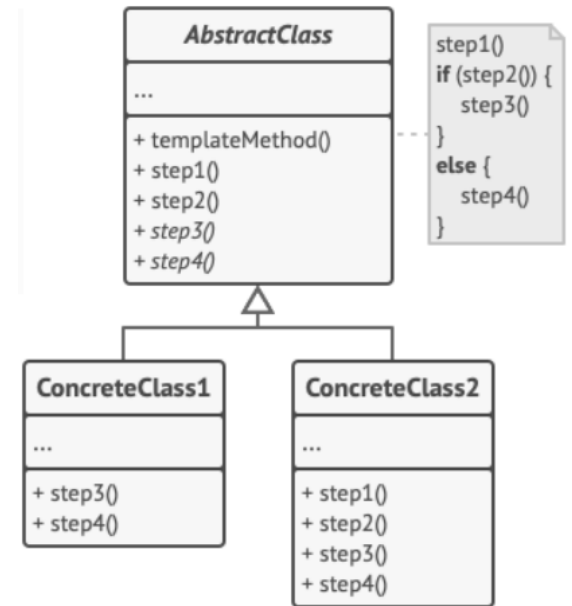 AbstractClass
...
+ templateMethod()
+ step1()
+ step2()
+ step3()
+ step4()
step1()
if (step2()) {
step3()
}
else {
step4()
}
ConcreteClass1
...
+ step3()
+ step4()
ConcreteClass2
...
+ step1()
+ step2()
+ step3()
+ step4()